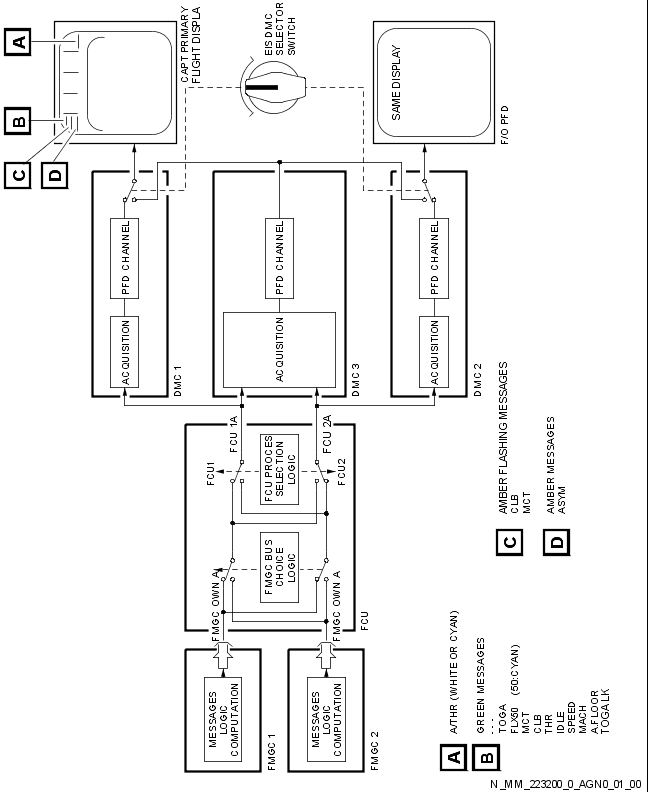 A
B
C
D
CAPT PRIMARY
FLIGHT DISPLA
EIS DMC
SELECTOR
SWITCH
SAME DISPLAY
F/O PFD
PFD CHANNEL
ACQUISITION
DMC 1
PFD CHANNEL
ACQUISITION
DMC 3
PFD CHANNEL
ACQUISITION
DMC 2
FCU 1A
FCU 2A
FCU1
FCU PROCES
SELECTION
LOGIC
FCU2
FMGC BUS
CHOICE
LOGIC
FMGC OWN A
FMGC OWN A
FCU
MESSAGES
LOGIC
COMPUTATION
FMGC 1
MESSAGES
LOGIC
COMPUTATION
FMGC 2
A
A/THR (WHITE OR CYAN)
B
GREEN MESSAGES
- - -
TOGA
FLX50 (50:CYAN)
MCT
CLB
THR
IDLE
SPEED
MACH
A.FLOOR
TOGA LK
C
AMBER FLASHING MESSAGES
CLB
MCT
D
AMBER MESSAGES
ASYM
N_MM_223200_0_AGN0_01_00